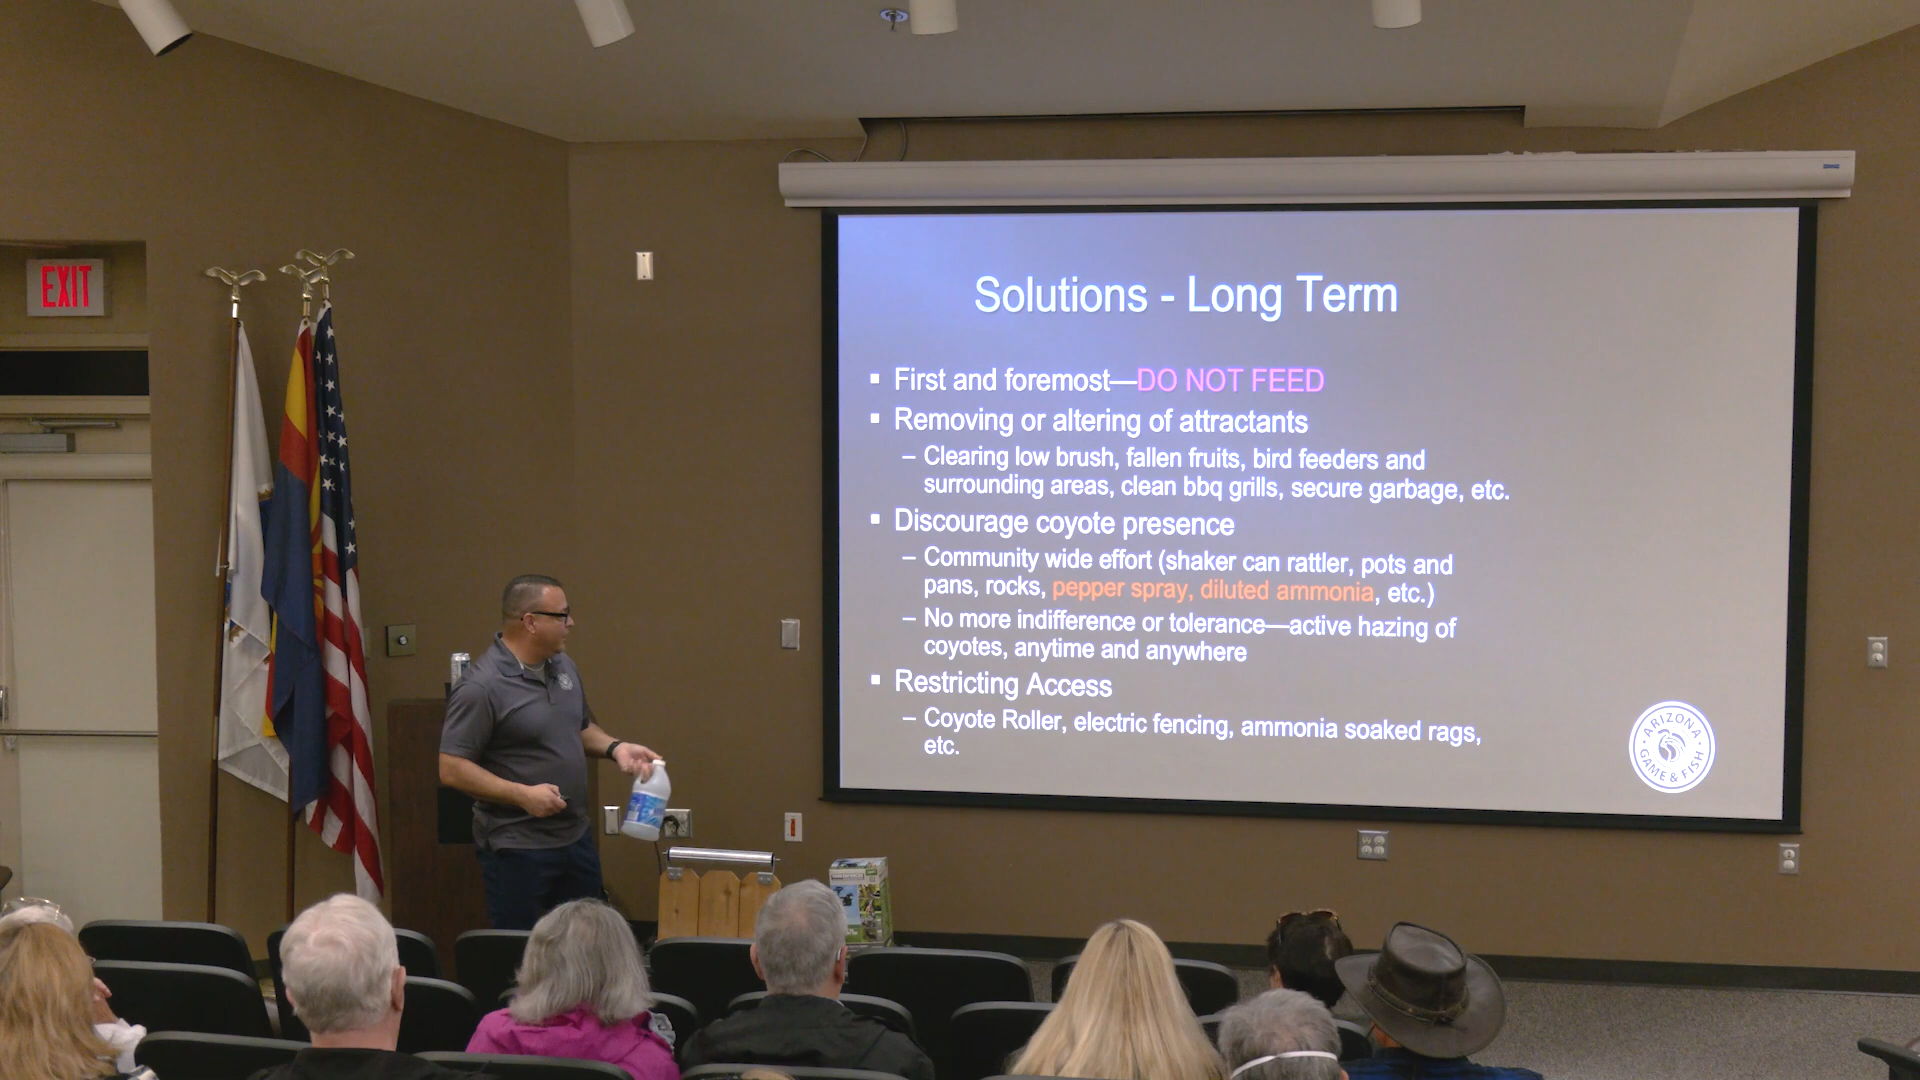 EXIT
Solutions - Long Term
▪ First and foremost—DO NOT FEED
▪ Removing or altering of attractants
– Clearing low brush, fallen fruits, bird feeders and
surrounding areas, clean bbq grills, secure garbage, etc.
▪ Discourage coyote presence
– Community wide effort (shaker can rattler, pots and
pans, rocks, pepper spray, diluted ammonia, etc.)
– No more indifference or tolerance—active hazing of
coyotes, anytime and anywhere
▪ Restricting Access
– Coyote Roller, electric fencing, ammonia soaked rags,
etc.
ARIZONA
GAME & FISH